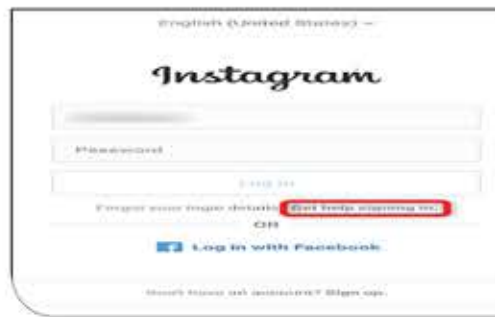 English (United States)
Instagram
Password
Log In
Forgot your login details? Get help signing in.
OR
Log in with Facebook
Don't have an account? Sign up.